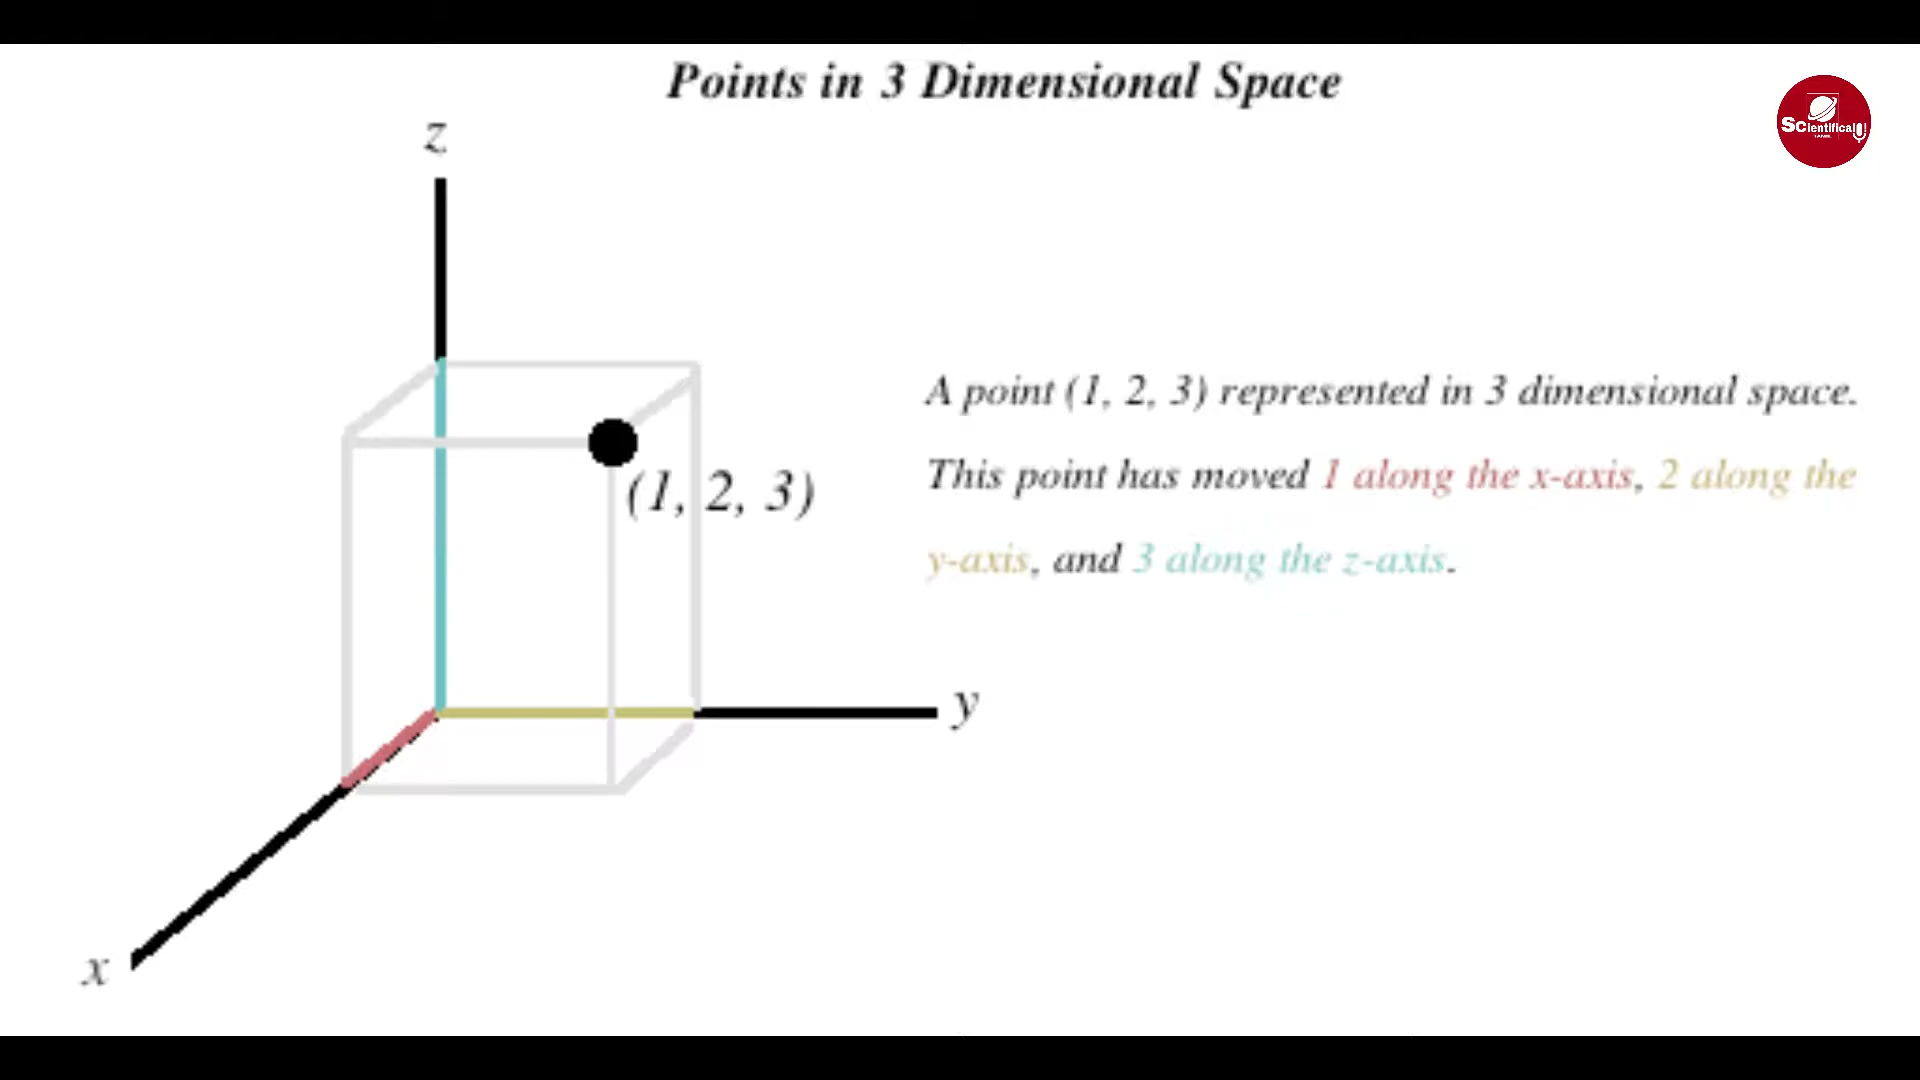 Points in 3 Dimensional Space
SCientifical
z
A point (1, 2, 3) represented in 3 dimensional space.
This point has moved 1 along the x-axis, 2 along the
(1, 2, 3)
y-axis, and 3 along the z-axis.
y
x